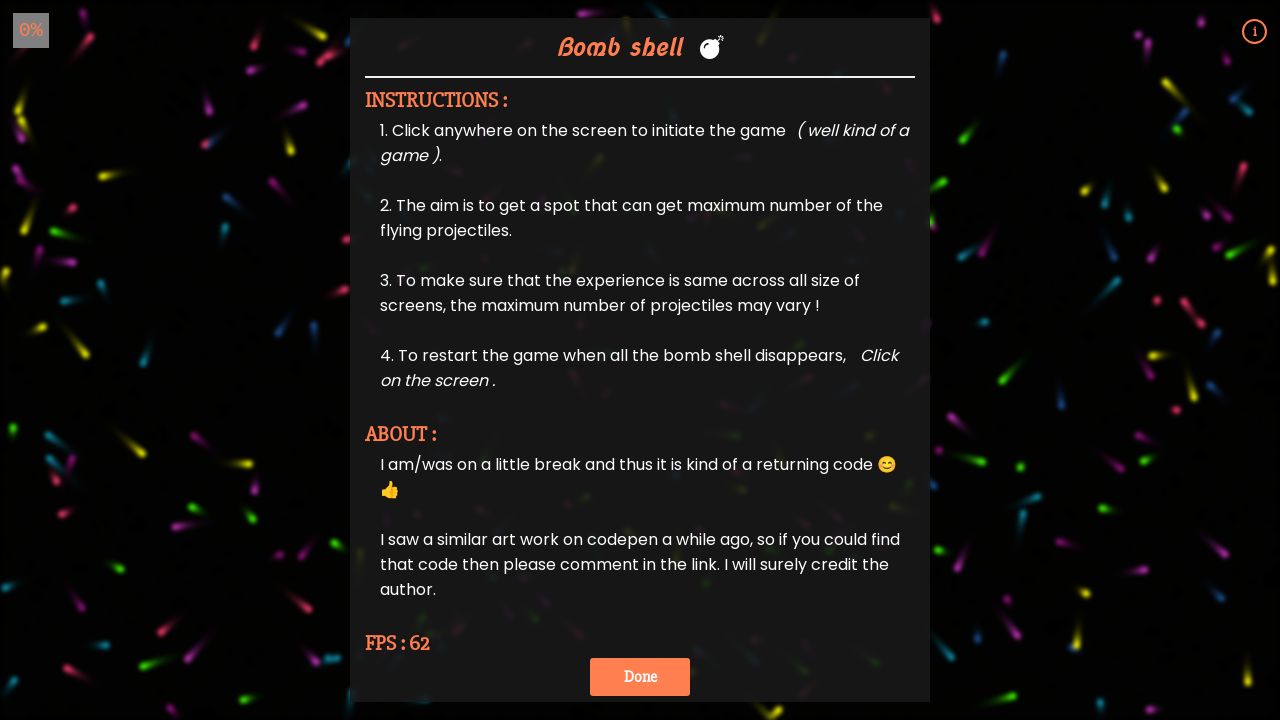 0%
Bomb shell 💣
i
INSTRUCTIONS :
1. Click anywhere on the screen to initiate the game ( well kind of a
game ).
2. The aim is to get a spot that can get maximum number of the
flying projectiles.
3. To make sure that the experience is same across all size of
screens, the maximum number of projectiles may vary !
4. To restart the game when all the bomb shell disappears, Click
on the screen .
ABOUT :
I am/was on a little break and thus it is kind of a returning code 😊
👍
I saw a similar art work on codepen a while ago, so if you could find
that code then please comment in the link. I will surely credit the
author.
FPS : 62
Done